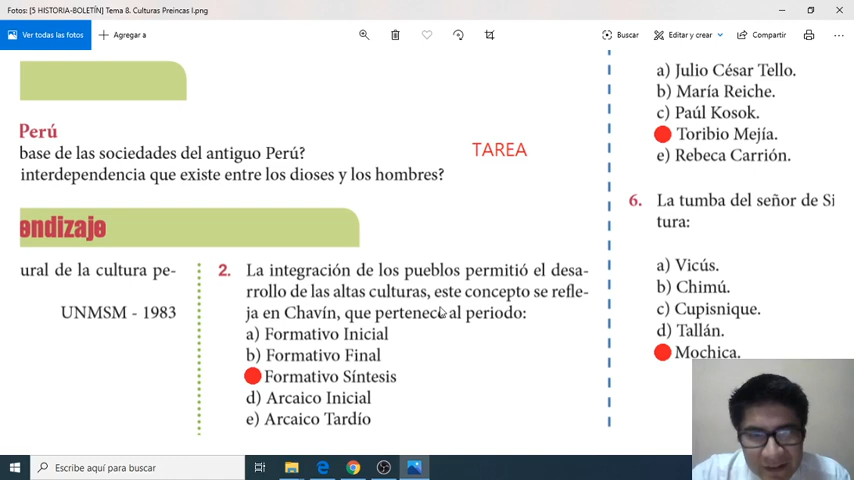 Fotos: [5 HISTORIA-BOLETÍN] Tema 8. Culturas Preincas I.png
Ver todas las fotos
Agregar a
Buscar
Editar y crear
Compartir
Perú
base de las sociedades del antiguo Perú?
interdependencia que existe entre los dioses y los hombres?
TAREA
endizaje
ural de la cultura pe-
UNMSM - 1983
2. La integración de los pueblos permitió el desa-
rrollo de las altas culturas, este concepto se refle-
ja en Chavín, que pertenece al periodo:
a) Formativo Inicial
b) Formativo Final
Formativo Síntesis
d) Arcaico Inicial
e) Arcaico Tardío
a) Julio César Tello.
b) María Reiche.
c) Paúl Kosok.
Toribio Mejía.
e) Rebeca Carrión.
6. La tumba del señor de Si
tura:
a) Vicús.
b) Chimú.
c) Cupisnique.
d) Tallán.
Mochica.
Escribe aquí para buscar